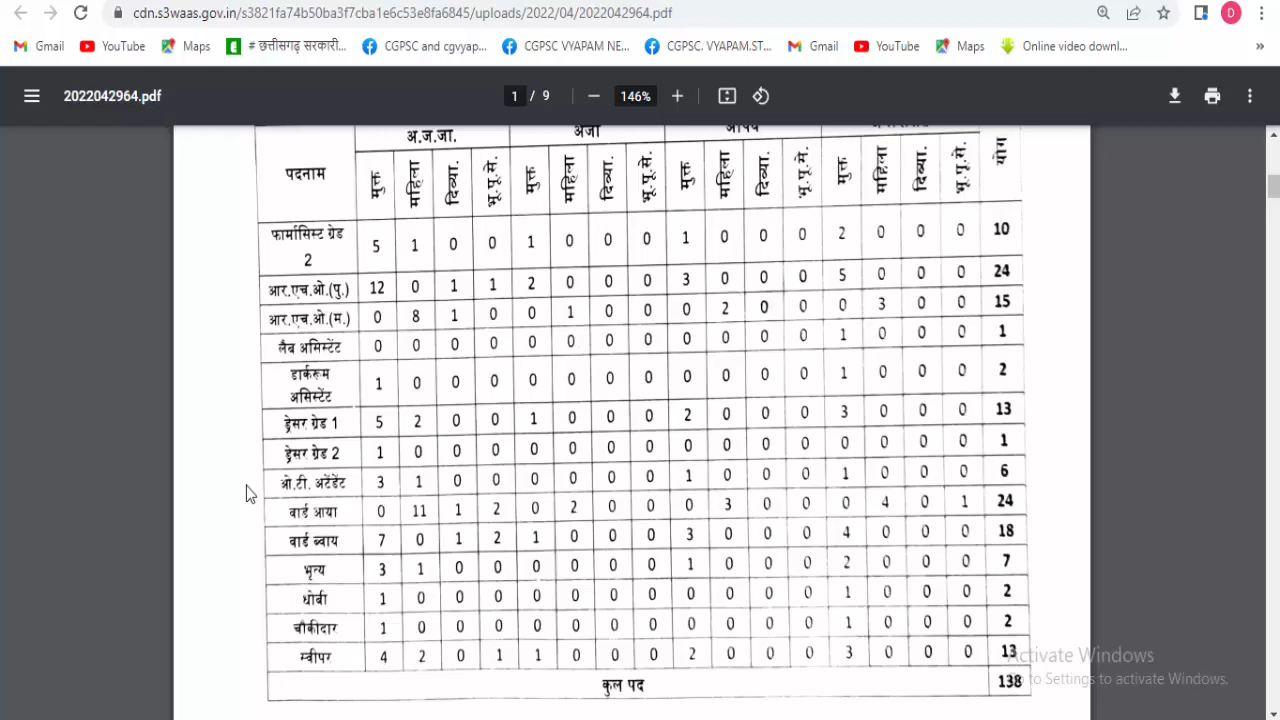 cdn.s3waas.gov.in/s3821fa74b50ba3f7cba1e6c53e8fa6845/uploads/2022/04/2022042964.pdf
D
Gmail YouTube Maps # छत्तीसगढ़ सरकारी... CGPSC and cgvyap... CGPSC VYAPAM NE... CGPSC. VYAPAM.ST... Gmail YouTube Maps Online video downl... »
2022042964.pdf 1 / 9 146%
पदनाम अ.ज.जा. अजा योग
मुक्त महिला दिव्या. भू.पू.से. मुक्त महिला दिव्या. भू.पू.से. मुक्त महिला दिव्या. भू.पू.से. मुक्त महिला दिव्या. भू.पू.से.
फार्मासिस्ट ग्रेड 2 5 1 0 0 1 0 0 0 1 0 0 0 2 0 0 0 10
आर.एच.ओ.(पु.) 12 0 1 1 2 0 0 0 3 0 0 0 5 0 0 0 24
आर.एच.ओ.(म.) 0 8 1 0 0 1 0 0 0 2 0 0 0 3 0 0 15
लैब असिस्टेंट 0 0 0 0 0 0 0 0 0 0 0 0 1 0 0 0 1
डार्करूम असिस्टेंट 1 0 0 0 0 0 0 0 0 0 0 0 1 0 0 0 2
ड्रेसर ग्रेड 1 5 2 0 0 1 0 0 0 2 0 0 0 3 0 0 0 13
ड्रेसर ग्रेड 2 1 0 0 0 0 0 0 0 0 0 0 0 0 0 0 0 1
ओ.टी. अटेंडेंट 3 1 0 0 0 0 0 0 1 0 0 0 1 0 0 0 6
वार्ड आया 0 11 1 2 0 2 0 0 0 3 0 0 0 4 0 1 24
वार्ड ब्वाय 7 0 1 2 1 0 0 0 3 0 0 0 4 0 0 0 18
भृत्य 3 1 0 0 0 0 0 0 1 0 0 0 2 0 0 0 7
धोबी 1 0 0 0 0 0 0 0 0 0 0 0 1 0 0 0 2
चौकीदार 1 0 0 0 0 0 0 0 0 0 0 0 1 0 0 0 2
स्वीपर 4 2 0 1 1 0 0 0 2 0 0 0 3 0 0 0 13
कुल पद 138
Activate Windows
to Settings to activate Windows.